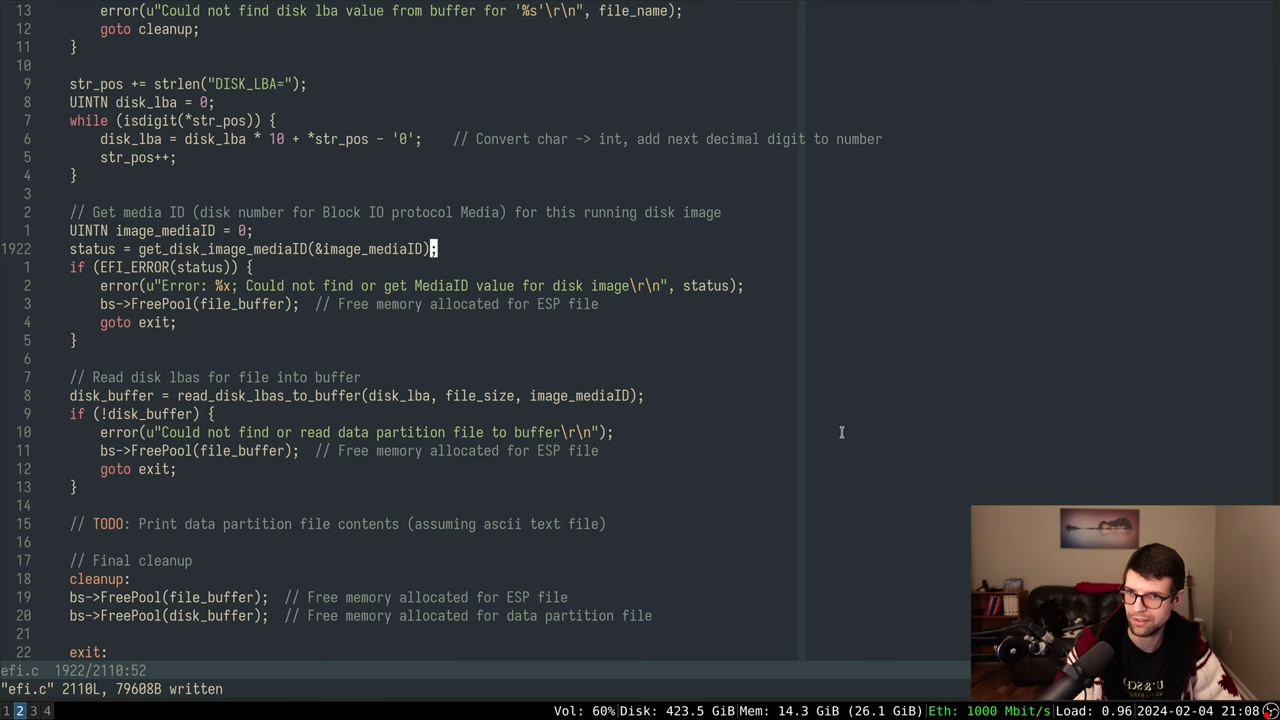 13         error(u"Could not find disk lba value from buffer for '%s'\r\n", file_name);
12         goto cleanup;
11     }
10
9     str_pos += strlen("DISK_LBA=");
8     UINTN disk_lba = 0;
7     while (isdigit(*str_pos)) {
6         disk_lba = disk_lba * 10 + *str_pos - '0';    // Convert char -> int, add next decimal digit to number
5         str_pos++;
4     }
3
2     // Get media ID (disk number for Block IO protocol Media) for this running disk image
1     UINTN image_mediaID = 0;
1922     status = get_disk_image_mediaID(&image_mediaID);
1     if (EFI_ERROR(status)) {
2         error(u"Error: %x; Could not find or get MediaID value for disk image\r\n", status);
3         bs->FreePool(file_buffer);  // Free memory allocated for ESP file
4         goto exit;
5     }
6
7     // Read disk lbas for file into buffer
8     disk_buffer = read_disk_lbas_to_buffer(disk_lba, file_size, image_mediaID);
9     if (!disk_buffer) {
10         error(u"Could not find or read data partition file to buffer\r\n");
11         bs->FreePool(file_buffer);  // Free memory allocated for ESP file
12         goto exit;
13     }
14
15     // TODO: Print data partition file contents (assuming ascii text file)
16
17     // Final cleanup
18     cleanup:
19     bs->FreePool(file_buffer);  // Free memory allocated for ESP file
20     bs->FreePool(disk_buffer);  // Free memory allocated for data partition file
21
22     exit:
efi.c  1922/2110:52
"efi.c" 2110L, 79608B written
1 2 3 4 Vol: 60%|Disk: 423.5 GiB|Mem: 14.3 GiB (26.1 GiB)|Eth: 1000 Mbit/s|Load: 0.96|2024-02-04 21:08